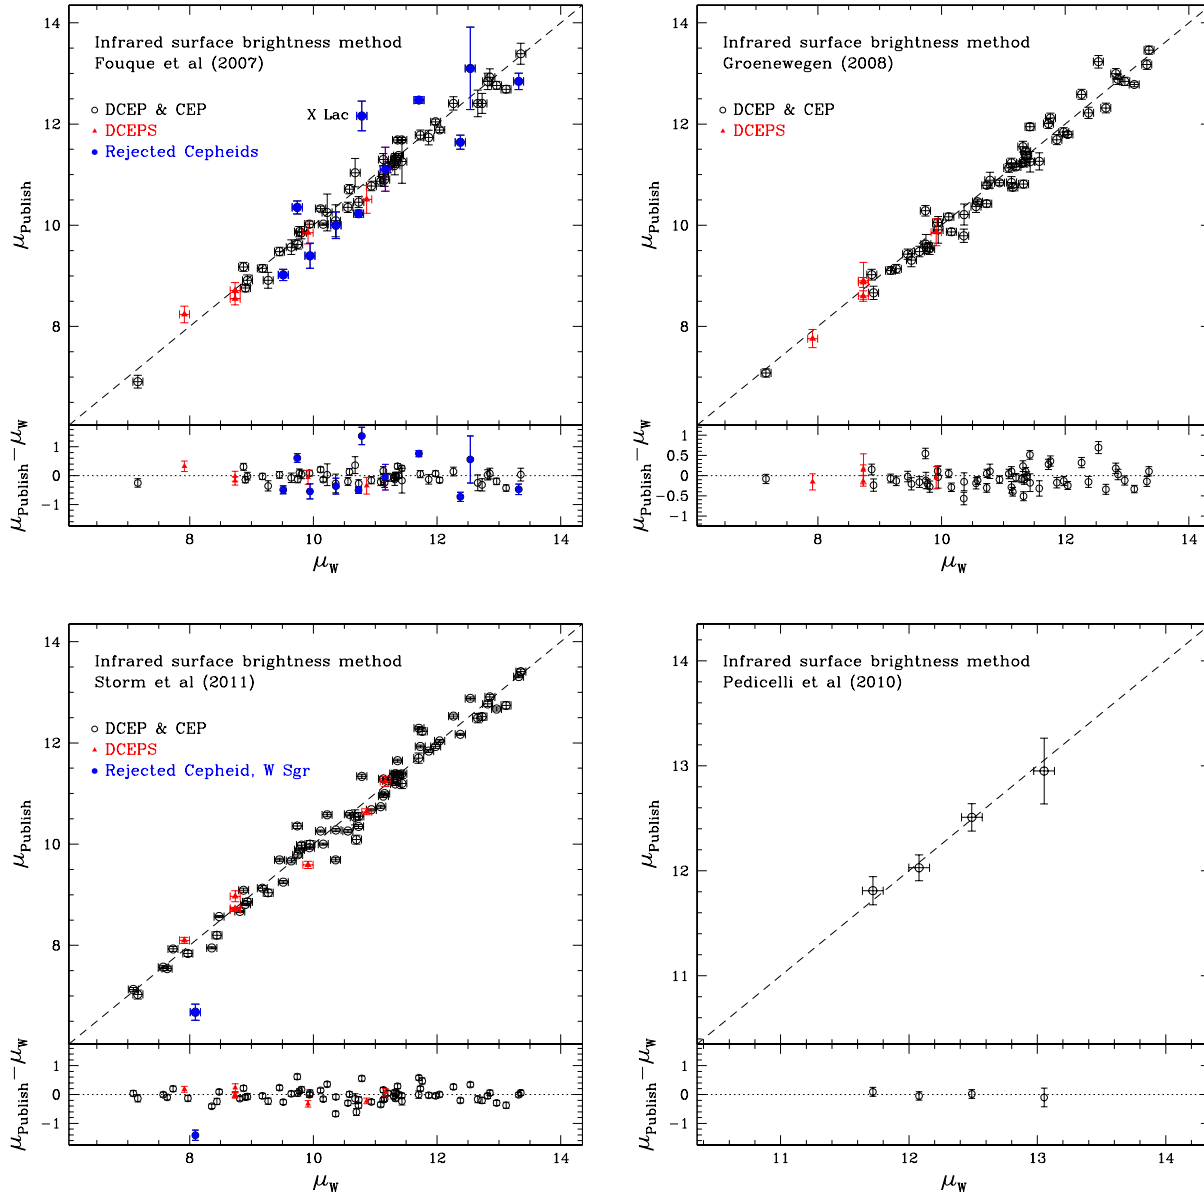 14
12
10
8
μPublish
Infrared surface brightness method
Fouque et al (2007)
X Lac
DCEP & CEP
DCEPS
Rejected Cepheids
1
0
−1
μPublish−μW
8
10
12
14
μW
14
12
10
8
μPublish
Infrared surface brightness method
Groenewegen (2008)
DCEP & CEP
DCEPS
1
0.5
0
−0.5
−1
μPublish−μW
8
10
12
14
μW
14
12
10
8
μPublish
Infrared surface brightness method
Storm et al (2011)
DCEP & CEP
DCEPS
Rejected Cepheid, W Sgr
1
0
−1
μPublish−μW
8
10
12
14
μW
14
13
12
11
μPublish
Infrared surface brightness method
Pedicelli et al (2010)
1
0
−1
μPublish−μW
11
12
13
14
μW